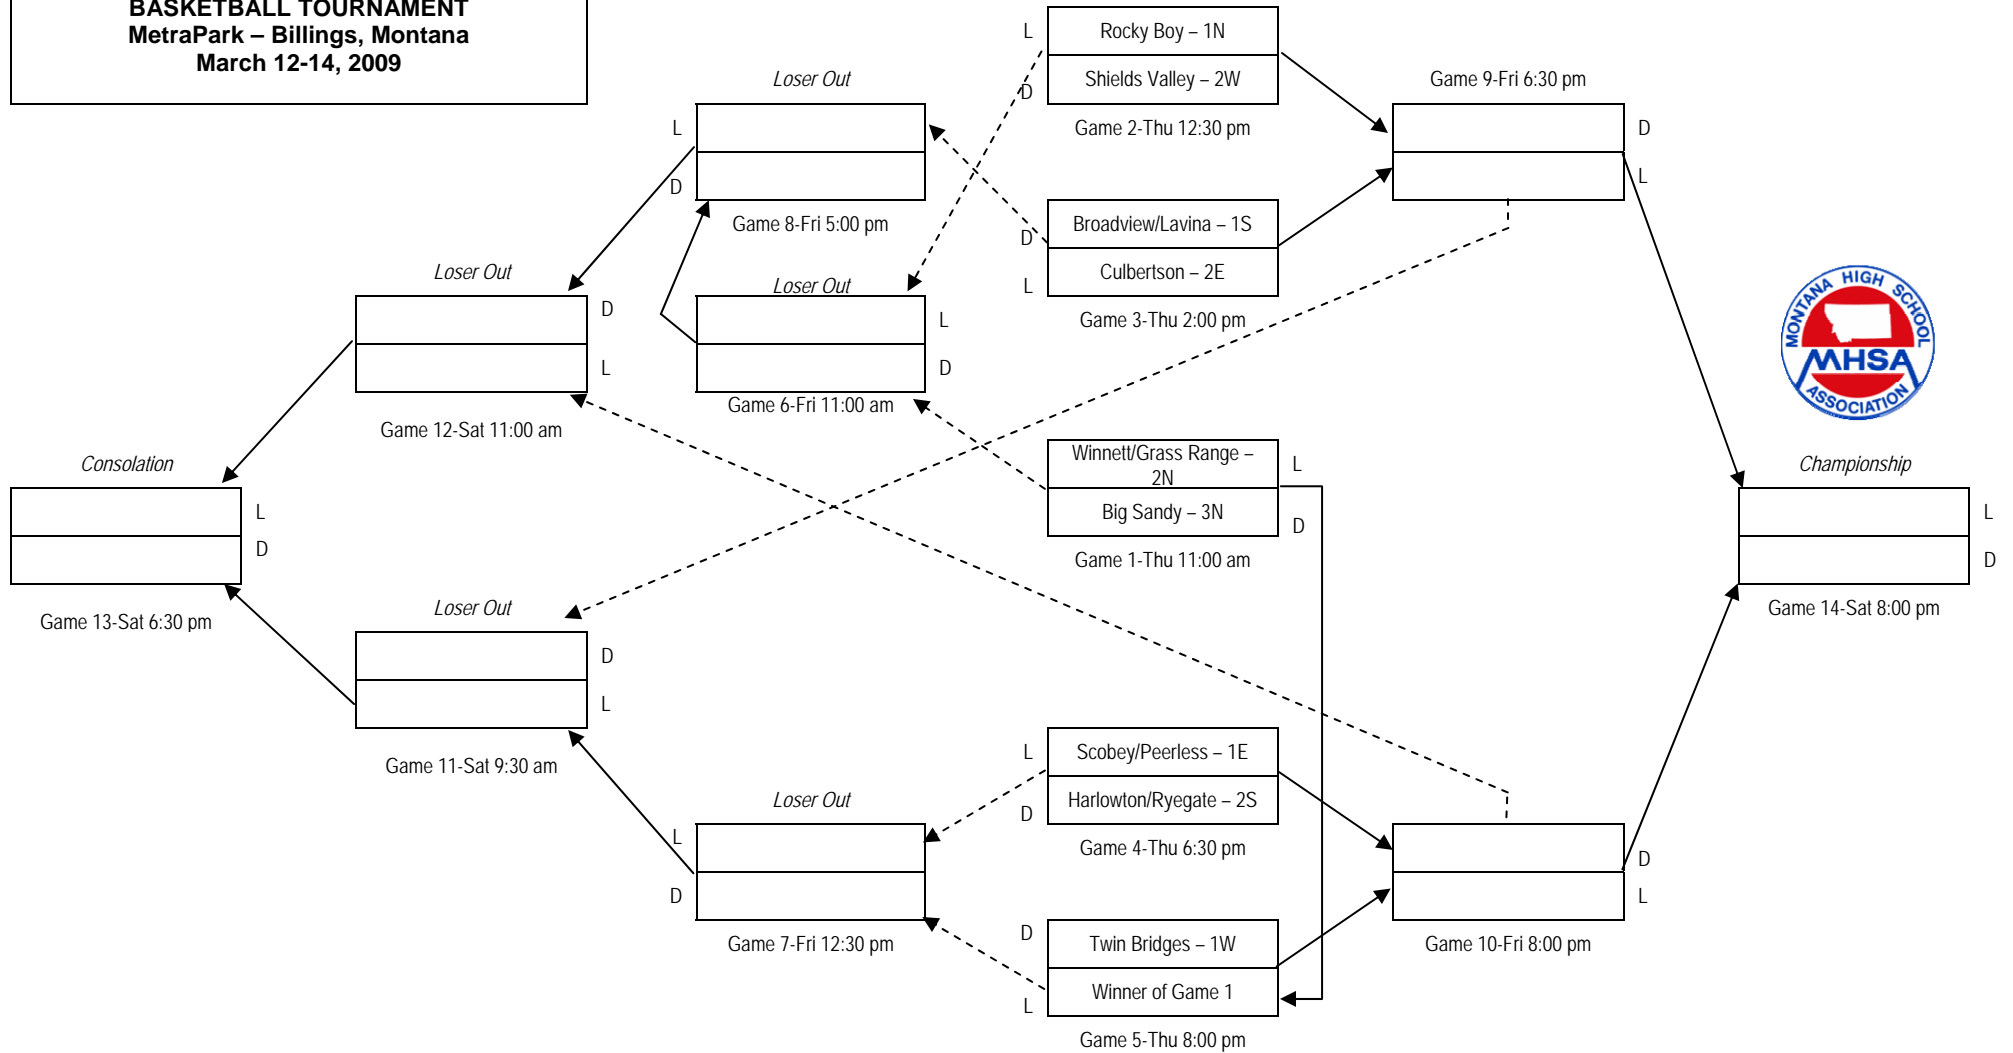 BASKETBALL TOURNAMENT
MetraPark – Billings, Montana
March 12-14, 2009
L
Rocky Boy – 1N
D
Shields Valley – 2W
Game 2-Thu 12:30 pm
Loser Out
L
D
Game 8-Fri 5:00 pm
Game 9-Fri 6:30 pm
D
L
D
Broadview/Lavina – 1S
L
Culbertson – 2E
Game 3-Thu 2:00 pm
Loser Out
D
L
Game 12-Sat 11:00 am
Loser Out
L
D
Game 6-Fri 11:00 am
MONTANA HIGH SCHOOL
MHSA
ASSOCIATION
Consolation
L
D
Game 13-Sat 6:30 pm
Winnett/Grass Range –
2N
L
Big Sandy – 3N
D
Game 1-Thu 11:00 am
Championship
L
D
Game 14-Sat 8:00 pm
Loser Out
D
L
Game 11-Sat 9:30 am
L
Scobey/Peerless – 1E
D
Harlowton/Ryegate – 2S
Game 4-Thu 6:30 pm
Loser Out
L
D
Game 7-Fri 12:30 pm
D
L
Game 10-Fri 8:00 pm
D
Twin Bridges – 1W
L
Winner of Game 1
Game 5-Thu 8:00 pm